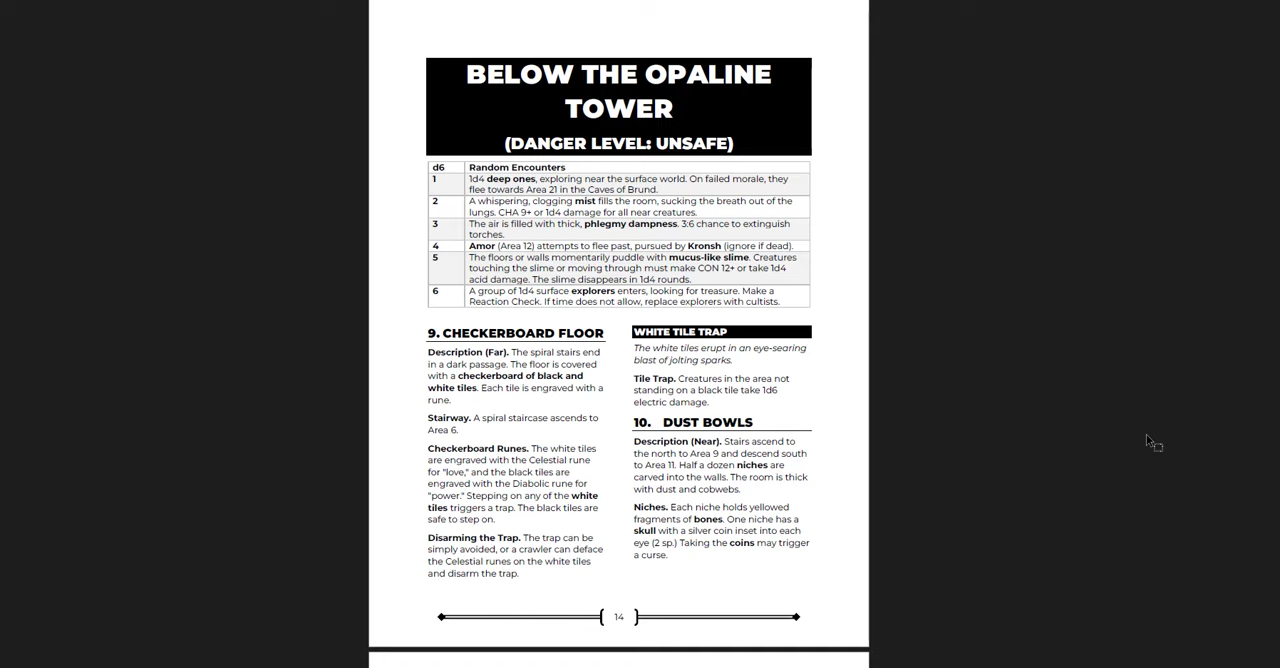 BELOW THE OPALINE
TOWER
(DANGER LEVEL: UNSAFE)
d6 Random Encounters
1 1d4 deep ones, exploring near the surface world. On failed morale, they
flee towards Area 21 in the Caves of Brund.
2 A whispering, clogging mist fills the room, sucking the breath out of the
lungs. CHA 9+ or 1d4 damage for all near creatures.
3 The air is filled with thick, phlegmy dampness. 3:6 chance to extinguish
torches.
4 Amor (Area 12) attempts to flee past, pursued by Kronsh (ignore if dead).
5 The floors or walls momentarily puddle with mucus-like slime. Creatures
touching the slime or moving through must make CON 12+ or take 1d4
acid damage. The slime disappears in 1d4 rounds.
6 A group of 1d4 surface explorers enters, looking for treasure. Make a
Reaction Check. If time does not allow, replace explorers with cultists.
9. CHECKERBOARD FLOOR
Description (Far). The spiral stairs end
in a dark passage. The floor is covered
with a checkerboard of black and
white tiles. Each tile is engraved with a
rune.
Stairway. A spiral staircase ascends to
Area 6.
Checkerboard Runes. The white tiles
are engraved with the Celestial rune
for "love," and the black tiles are
engraved with the Diabolic rune for
"power." Stepping on any of the white
tiles triggers a trap. The black tiles are
safe to step on.
Disarming the Trap. The trap can be
simply avoided, or a crawler can deface
the Celestial runes on the white tiles
and disarm the trap.
WHITE TILE TRAP
The white tiles erupt in an eye-searing
blast of jolting sparks.
Tile Trap. Creatures in the area not
standing on a black tile take 1d6
electric damage.
10. DUST BOWLS
Description (Near). Stairs ascend to
the north to Area 9 and descend south
to Area 11. Half a dozen niches are
carved into the walls. The room is thick
with dust and cobwebs.
Niches. Each niche holds yellowed
fragments of bones. One niche has a
skull with a silver coin inset into each
eye (2 sp.) Taking the coins may trigger
a curse.
14